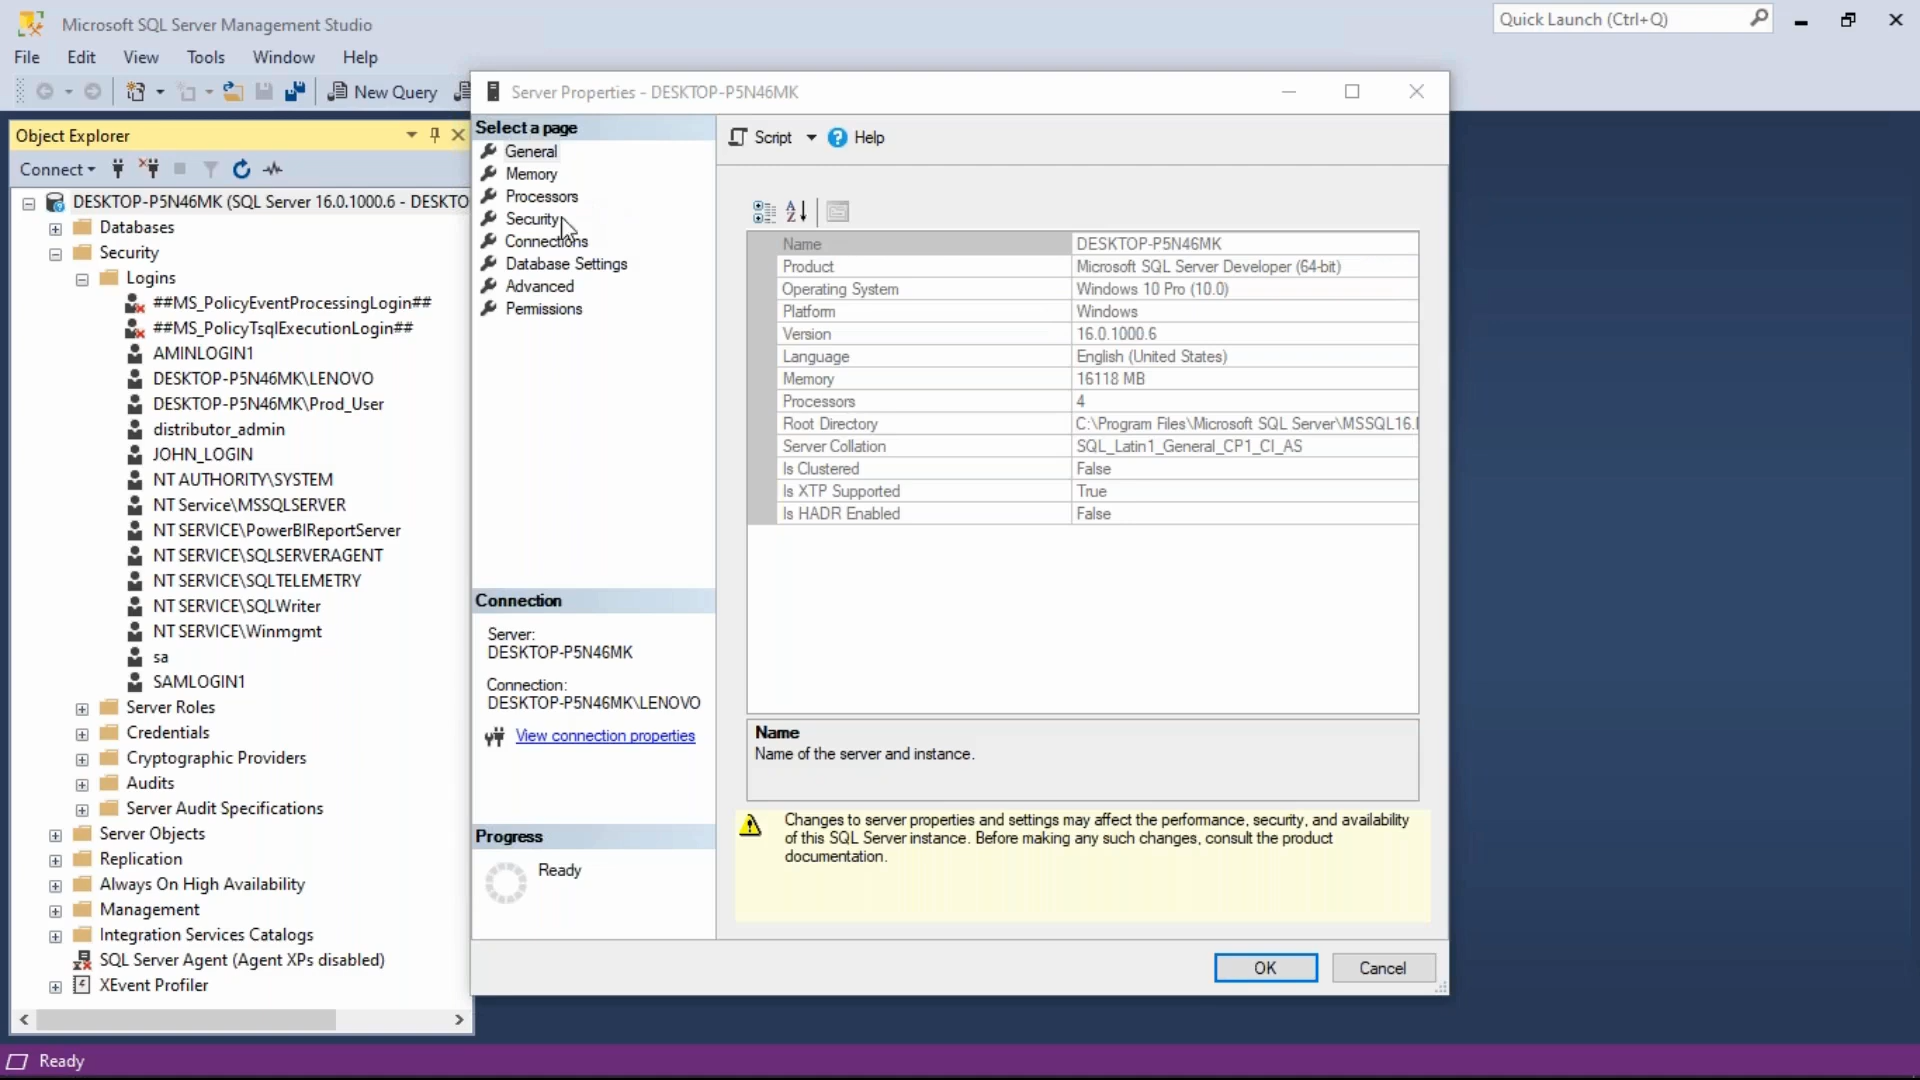 Microsoft SQL Server Management Studio
Quick Launch (Ctrl+Q)
File Edit View Tools Window Help
New Query
Object Explorer
Connect
DESKTOP-P5N46MK (SQL Server 16.0.1000.6 - DESKTO
Databases
Security
Logins
##MS_PolicyEventProcessingLogin##
##MS_PolicyTsqlExecutionLogin##
AMINLOGIN1
DESKTOP-P5N46MK\LENOVO
DESKTOP-P5N46MK\Prod_User
distributor_admin
JOHN_LOGIN
NT AUTHORITY\SYSTEM
NT Service\MSSQLSERVER
NT SERVICE\PowerBIReportServer
NT SERVICE\SQLSERVERAGENT
NT SERVICE\SQLTELEMETRY
NT SERVICE\SQLWriter
NT SERVICE\Winmgmt
sa
SAMLOGIN1
Server Roles
Credentials
Cryptographic Providers
Audits
Server Audit Specifications
Server Objects
Replication
Always On High Availability
Management
Integration Services Catalogs
SQL Server Agent (Agent XPs disabled)
XEvent Profiler
Server Properties - DESKTOP-P5N46MK
Select a page
General
Memory
Processors
Security
Connections
Database Settings
Advanced
Permissions
Connection
Server:
DESKTOP-P5N46MK
Connection:
DESKTOP-P5N46MK\LENOVO
View connection properties
Progress
Ready
Script Help
Name DESKTOP-P5N46MK
Product Microsoft SQL Server Developer (64-bit)
Operating System Windows 10 Pro (10.0)
Platform Windows
Version 16.0.1000.6
Language English (United States)
Memory 16118 MB
Processors 4
Root Directory C:\Program Files\Microsoft SQL Server\MSSQL16.
Server Collation SQL_Latin1_General_CP1_CI_AS
Is Clustered False
Is XTP Supported True
Is HADR Enabled False
Name
Name of the server and instance.
Changes to server properties and settings may affect the performance, security, and availability
of this SQL Server instance. Before making any such changes, consult the product
documentation.
OK Cancel
Ready